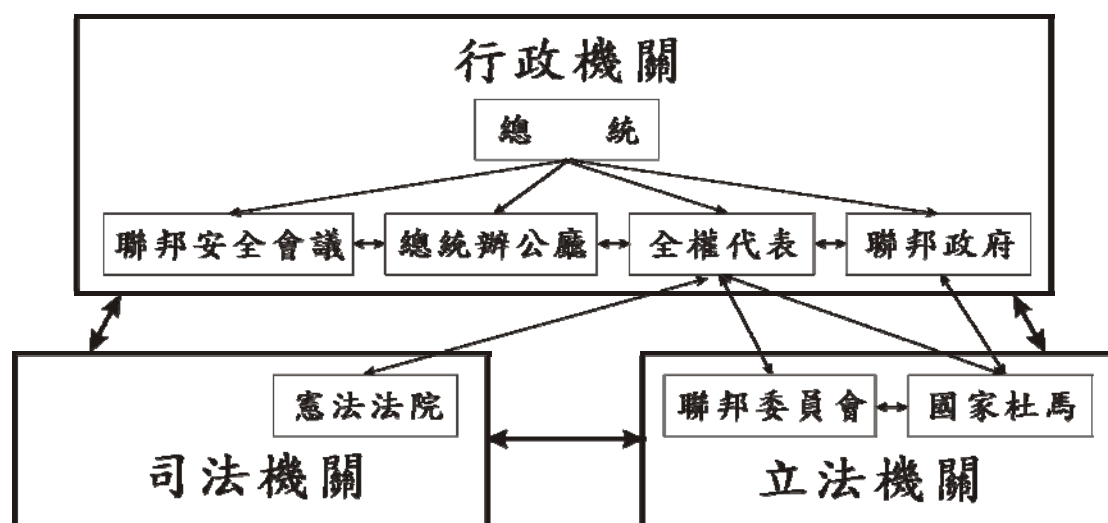 行政機關
總統
聯邦安全會議 總統辦公廳 全權代表 聯邦政府
憲法法院 聯邦委員會 國家杜馬
司法機關 立法機關